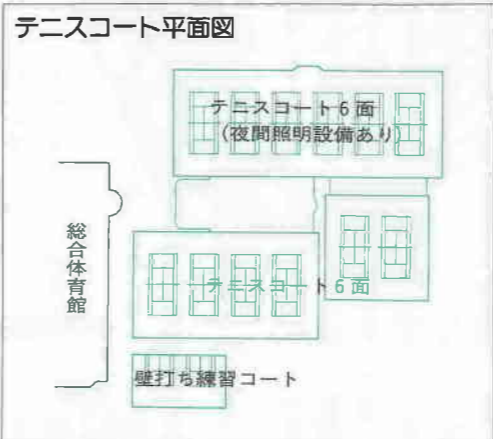 テニスコート平面図
テニスコート6面
(夜間照明設備あり)
総合体育館
テニスコート6面
壁打ち練習コート